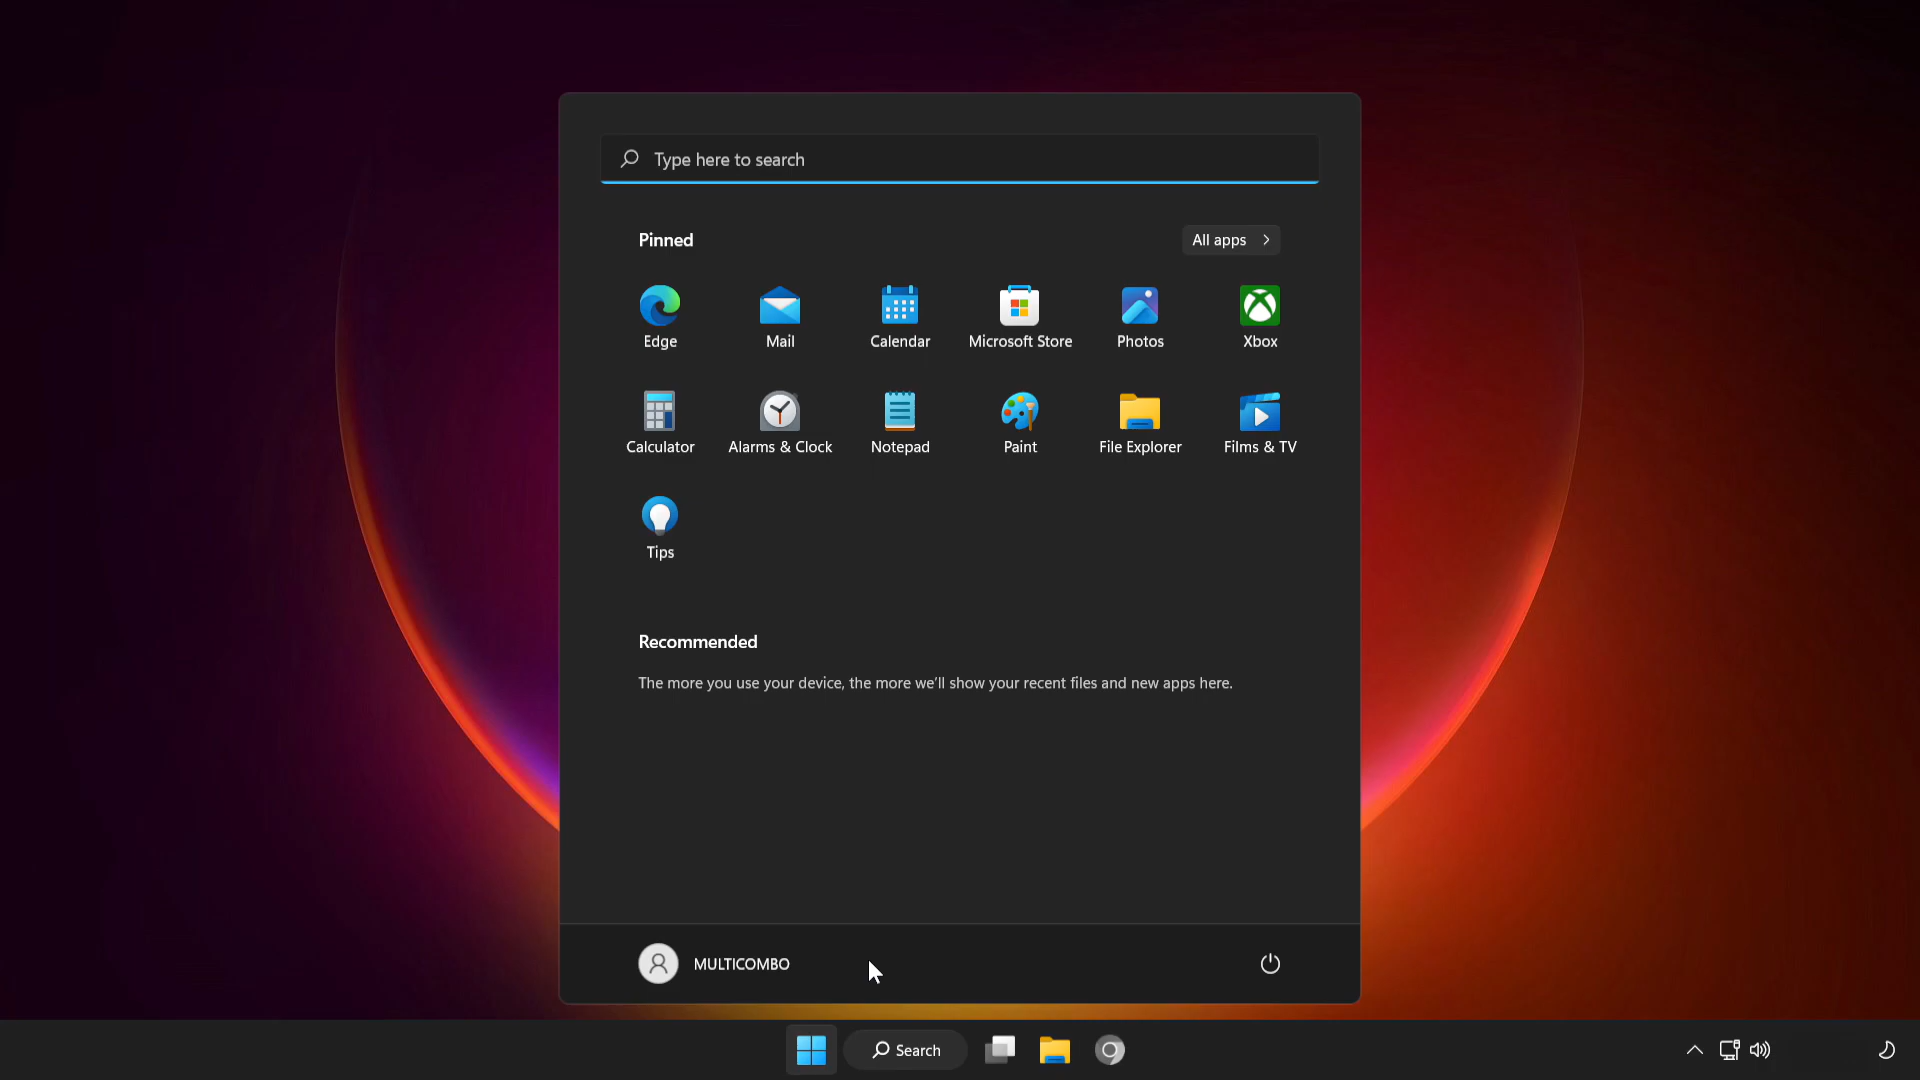 Type here to search
Pinned
All apps
Edge
Mail
Calendar
Microsoft Store
Photos
Xbox
Calculator
Alarms & Clock
Notepad
Paint
File Explorer
Films & TV
Tips
Recommended
The more you use your device, the more we'll show your recent files and new apps here.
MULTICOMBO
Search